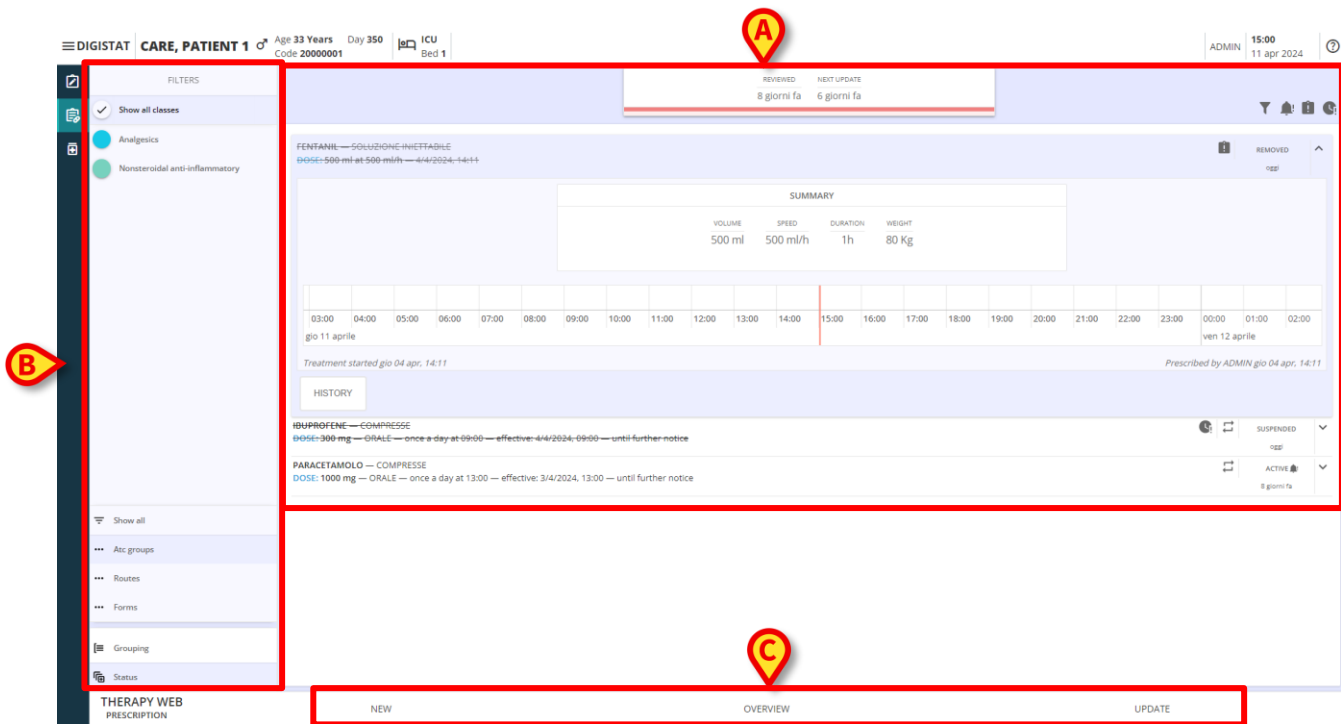 A
DIGISTAT CARE, PATIENT 1 Age 33 Years Day 350 ICU ADMIN 15:00
Code 20000001 Bed 1 11 apr 2024
FILTERS
REVIEWED NEXT UPDATE
8 giorni fa 6 giorni fa
Show all classes
Analgesics
Nonsteroidal anti-inflammatory
FENTANIL — SOLUZIONE INIETTABILE REMOVED
DOSE: 500 ml at 500 ml/h — 4/4/2024, 14:11 oggi
SUMMARY
VOLUME SPEED DURATION WEIGHT
500 ml 500 ml/h 1h 80 Kg
03:00 04:00 05:00 06:00 07:00 08:00 09:00 10:00 11:00 12:00 13:00 14:00 15:00 16:00 17:00 18:00 19:00 20:00 21:00 22:00 23:00 00:00 01:00 02:00
gio 11 aprile ven 12 aprile
B
Treatment started gio 04 apr, 14:11 Prescribed by ADMIN gio 04 apr, 14:11
HISTORY
IBUPROFENE — COMPRESSE SUSPENDED
DOSE: 300 mg — ORALE — once a day at 09:00 — effective: 4/4/2024, 09:00 — until further notice oggi
PARACETAMOLO — COMPRESSE ACTIVE
DOSE: 1000 mg — ORALE — once a day at 13:00 — effective: 3/4/2024, 13:00 — until further notice 8 giorni fa
Show all
Atc groups
Routes
Forms
Grouping
Status
C
THERAPY WEB
PRESCRIPTION
NEW OVERVIEW UPDATE